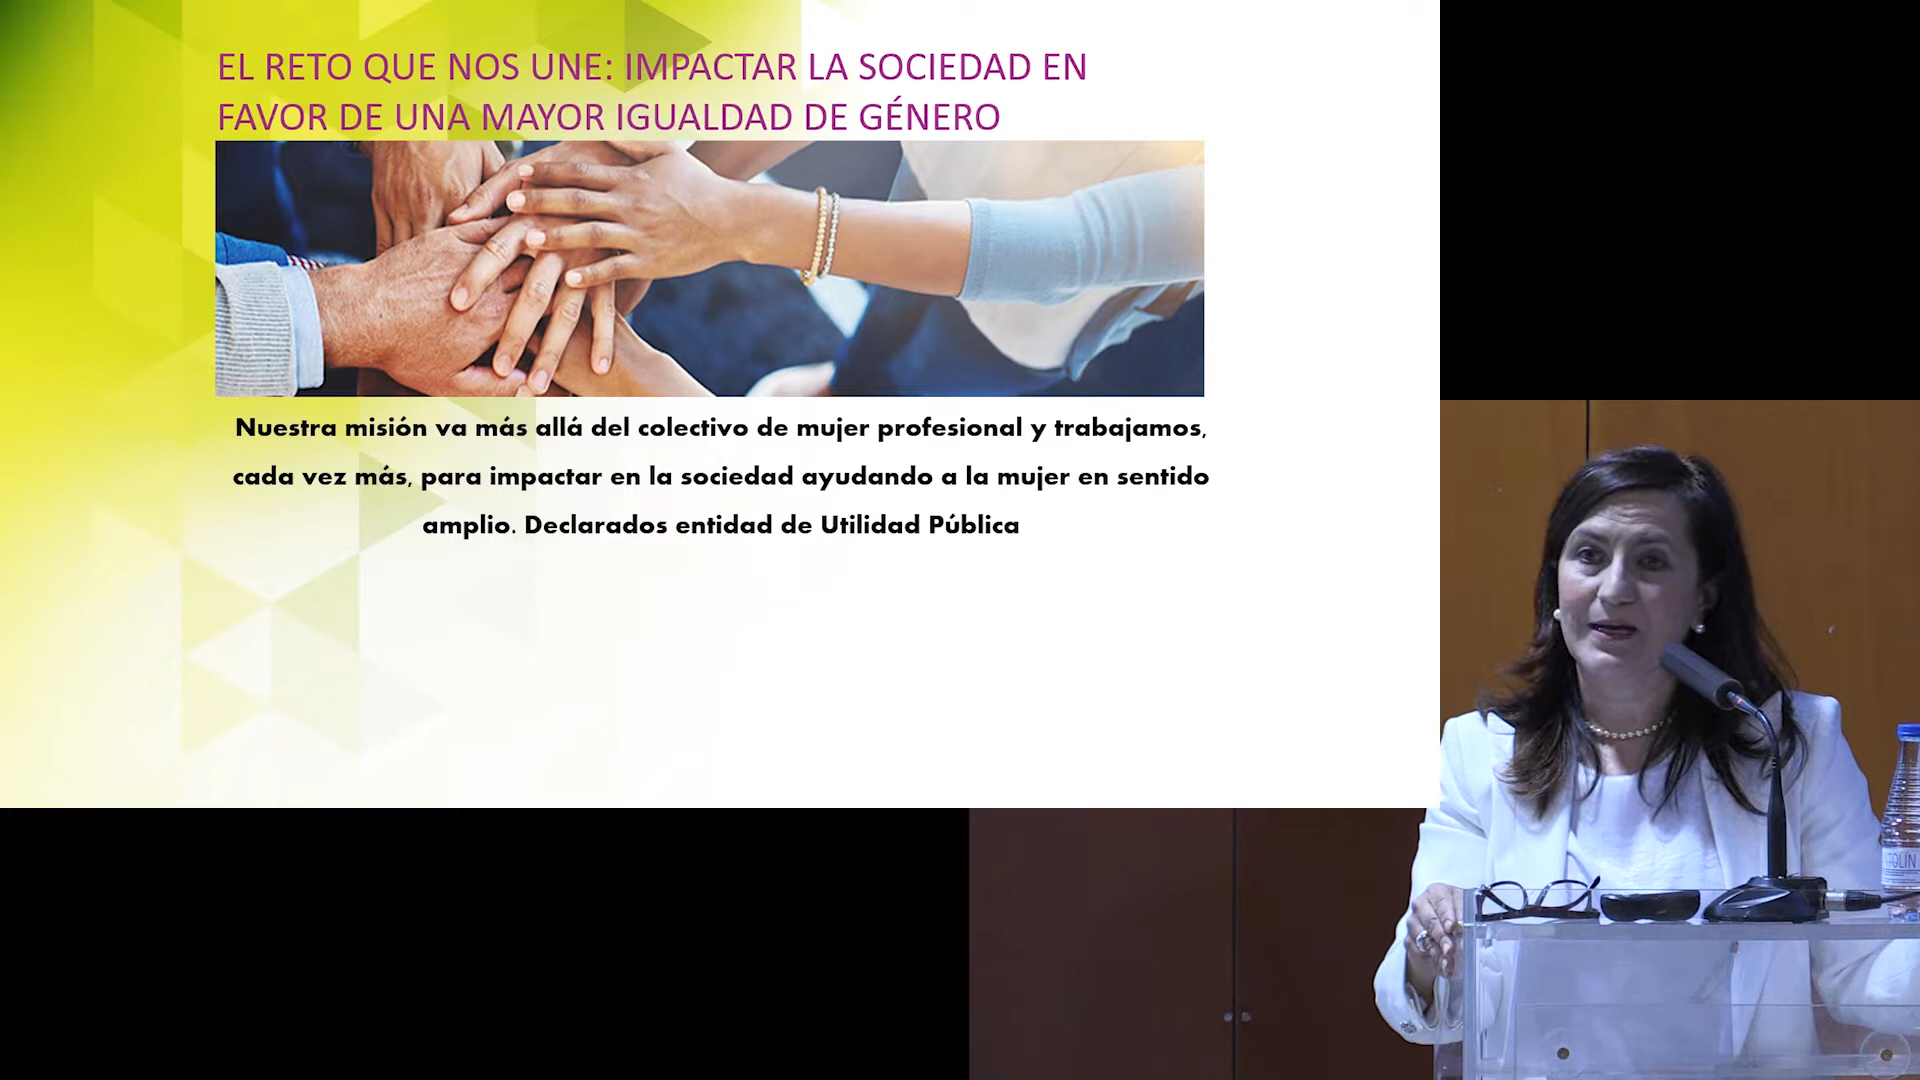 EL RETO QUE NOS UNE: IMPACTAR LA SOCIEDAD EN
FAVOR DE UNA MAYOR IGUALDAD DE GÉNERO
Nuestra misión va más allá del colectivo de mujer profesional y trabajamos,
cada vez más, para impactar en la sociedad ayudando a la mujer en sentido
amplio. Declarados entidad de Utilidad Pública